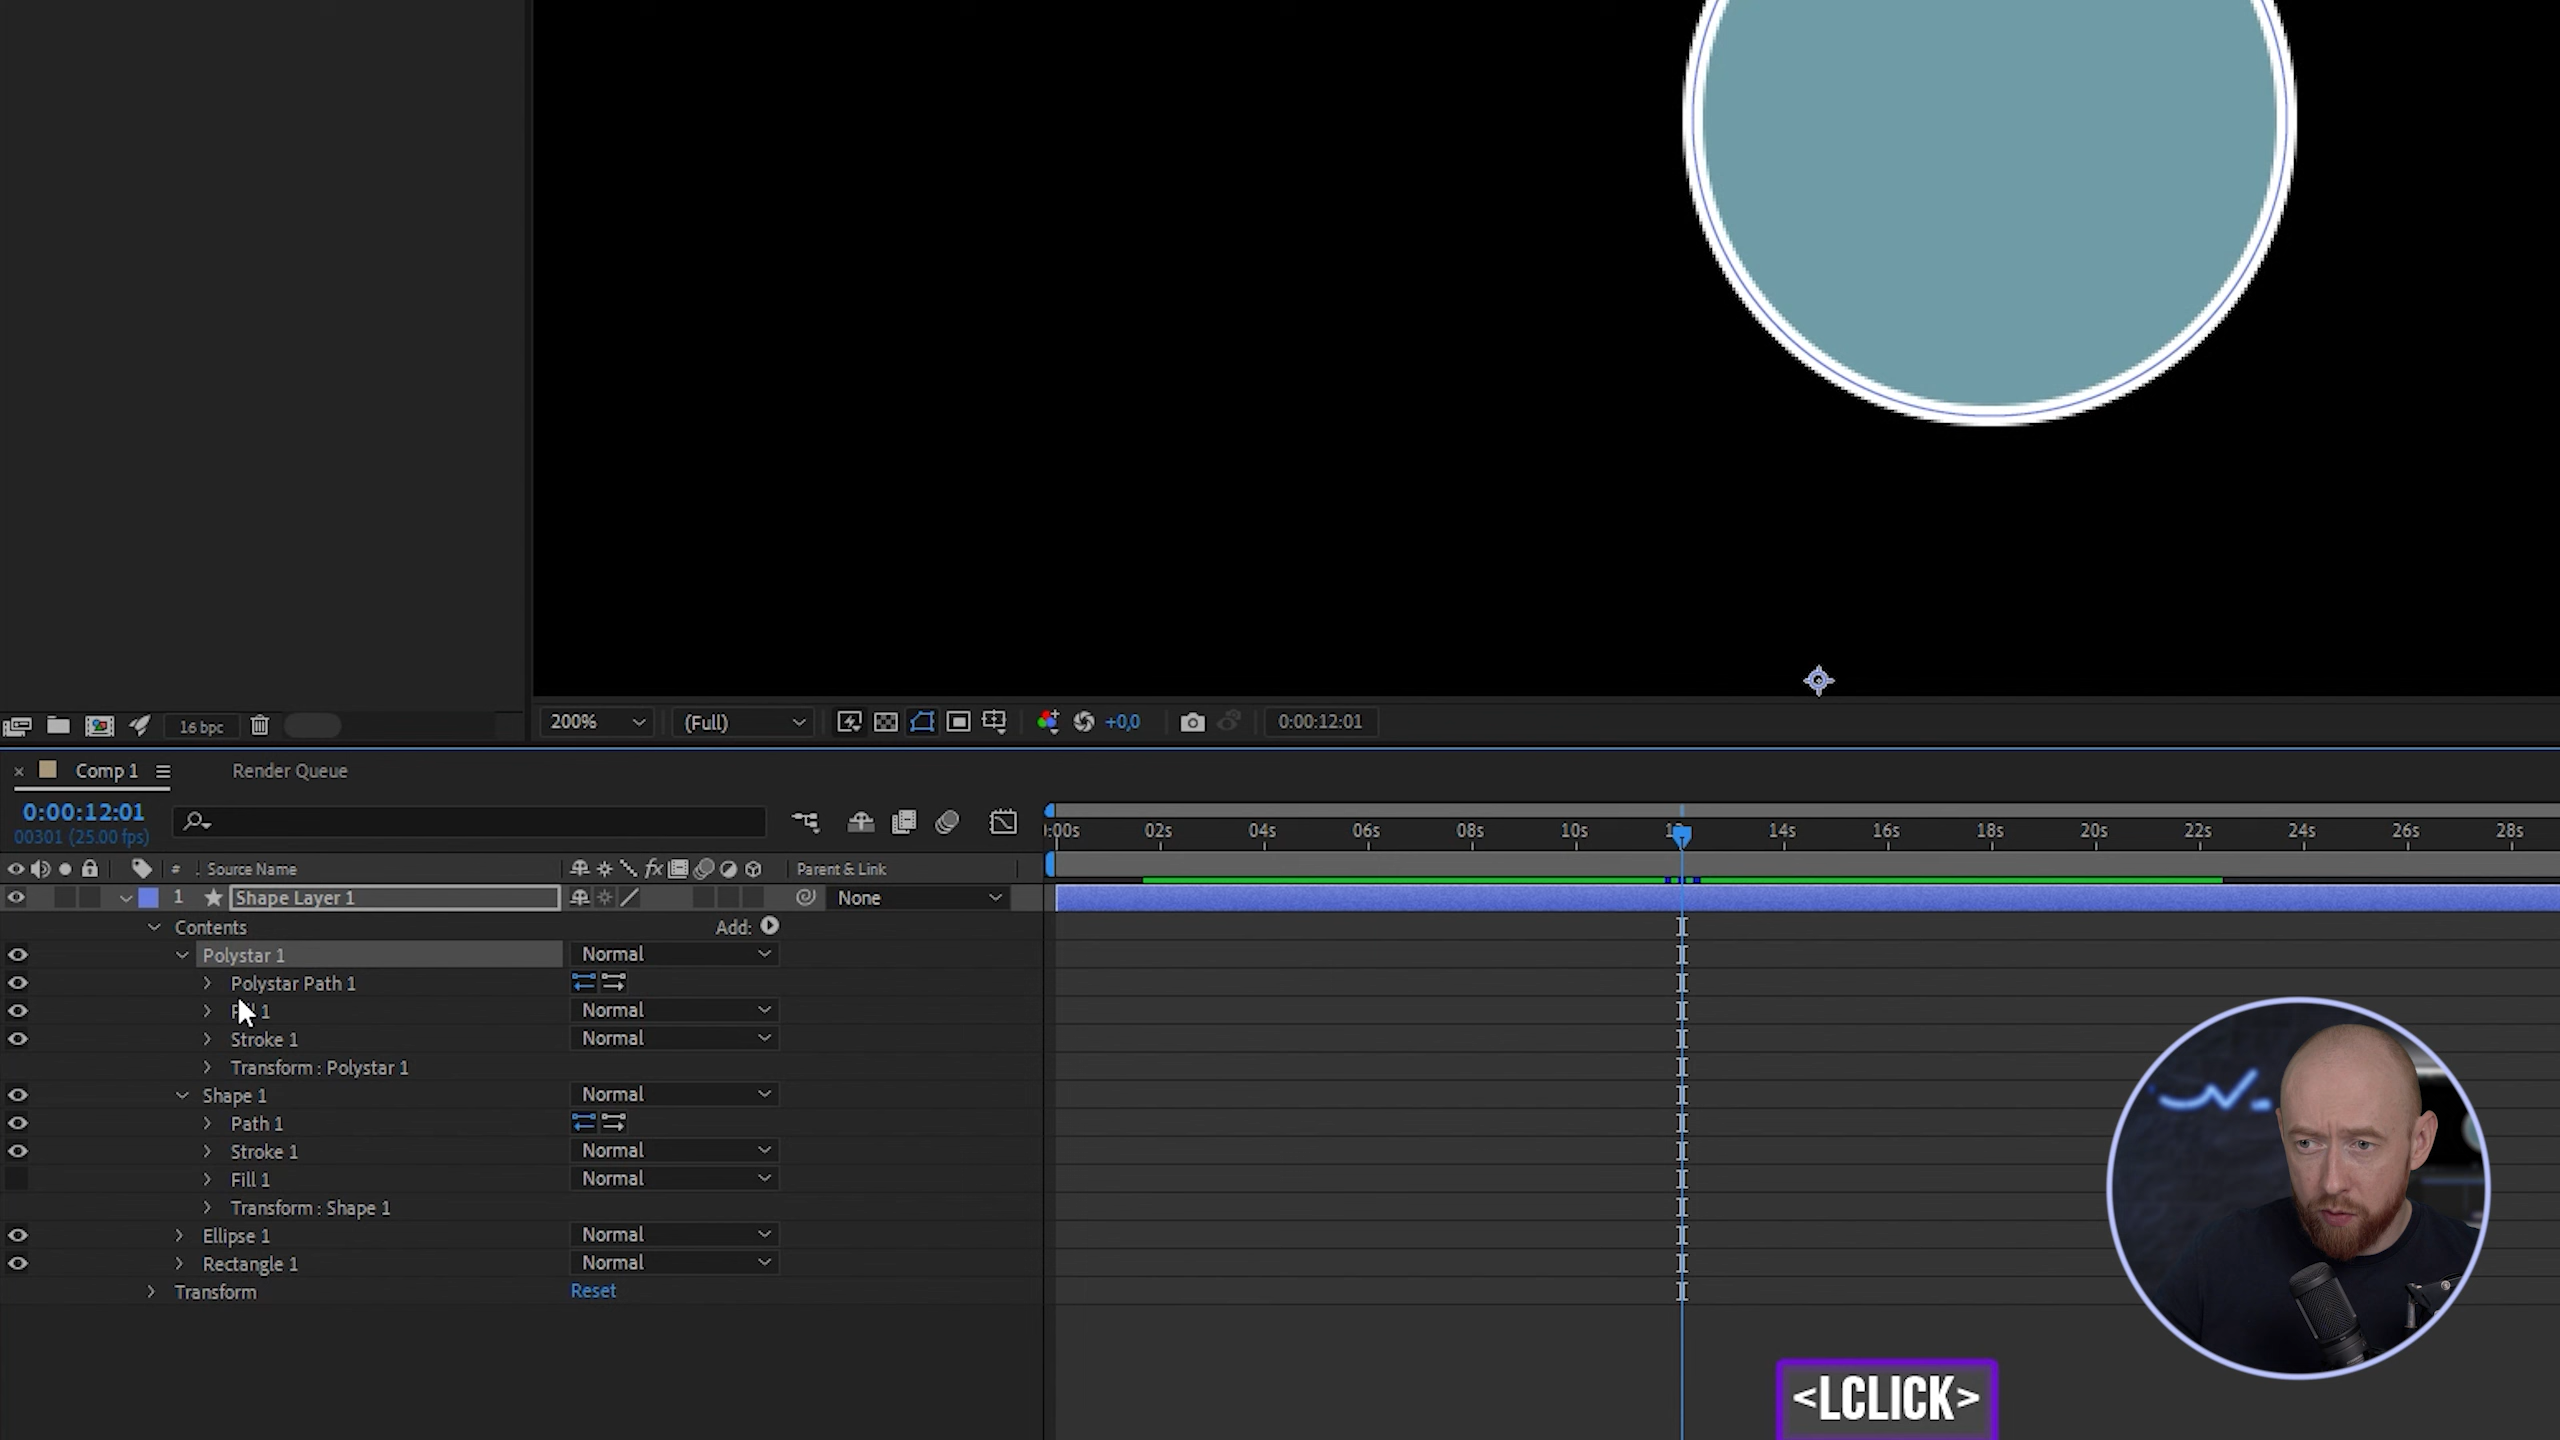 16 bpc
200%
(Full)
+0,0
0:00:12:01
Comp 1
Render Queue
0:00:12:01
00301 (25.00 fps)
:00s 02s 04s 06s 08s 10s 14s 16s 18s 20s 22s 24s 26s 28s
# Source Name
fx
Parent & Link
1 Shape Layer 1
None
Contents
Add:
Polystar 1 Normal
Polystar Path 1
Normal
Stroke 1 Normal
Transform : Polystar 1
Shape 1 Normal
Path 1
Stroke 1 Normal
Fill 1 Normal
Transform : Shape 1
Ellipse 1 Normal
Rectangle 1 Normal
Transform Reset
<LCLICK>